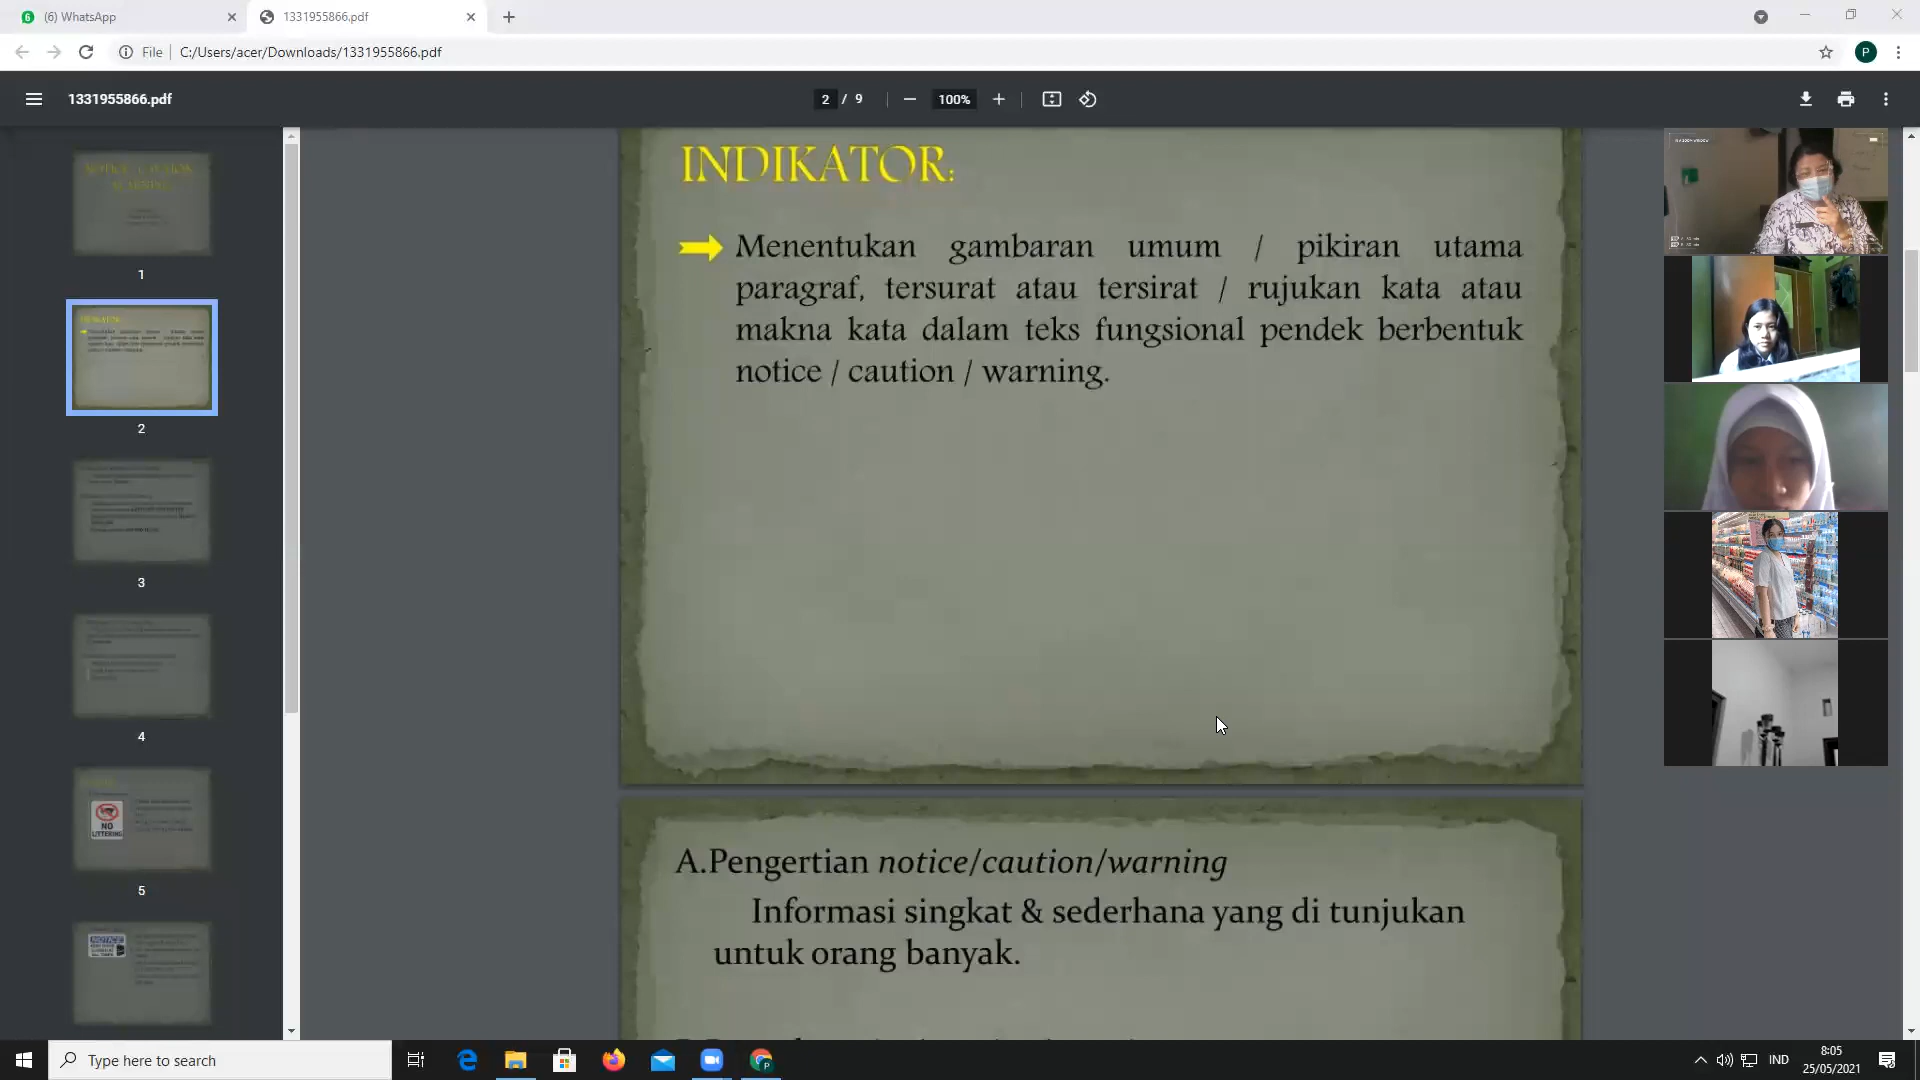 (6) WhatsApp
1331955866.pdf
File
C:/Users/acer/Downloads/1331955866.pdf
P
1331955866.pdf
2 / 9
100%
1
2
3
4
NO
LITTERING
5
NOTICE
INDIKATOR:
Menentukan gambaran umum / pikiran utama
paragraf, tersurat atau tersirat / rujukan kata atau
makna kata dalam teks fungsional pendek berbentuk
notice / caution / warning.
A.Pengertian notice/caution/warning
Informasi singkat & sederhana yang di tunjukan
untuk orang banyak.
Type here to search
IND
8:05
25/05/2021